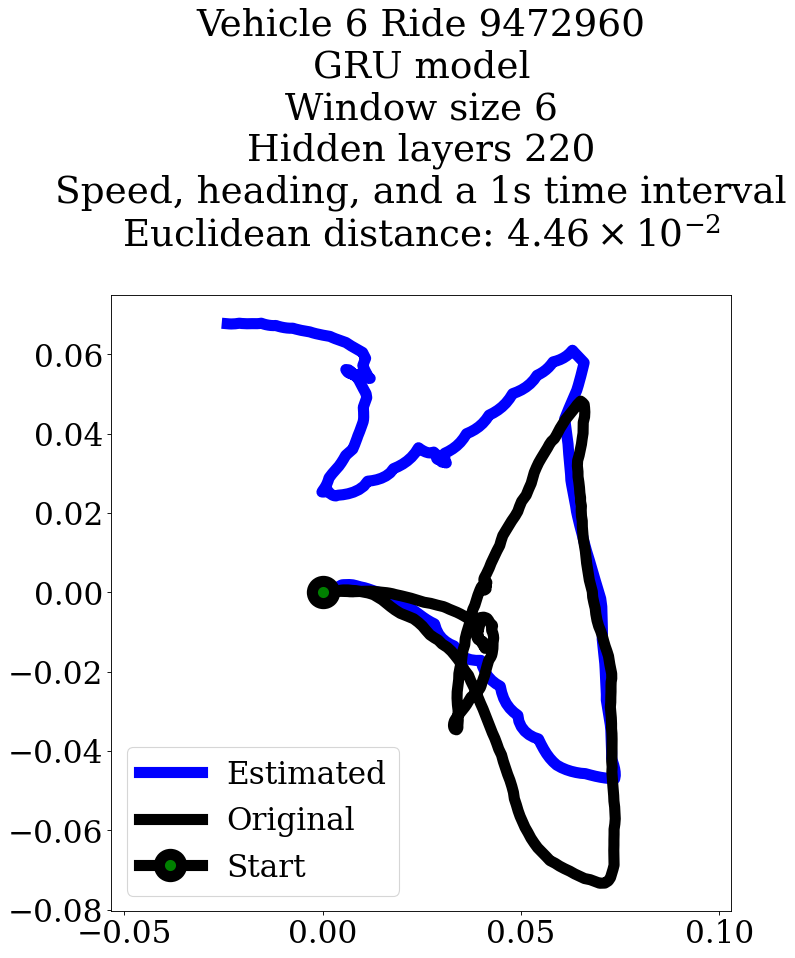 Vehicle 6 Ride 9472960
GRU model
Window size 6
Hidden layers 220
Speed, heading, and a 1s time interval
Euclidean distance: 4.46 × 10⁻²
0.06
0.04
0.02
0.00
−0.02
−0.04
−0.06
−0.08
Estimated
Original
Start
−0.05 0.00 0.05 0.10